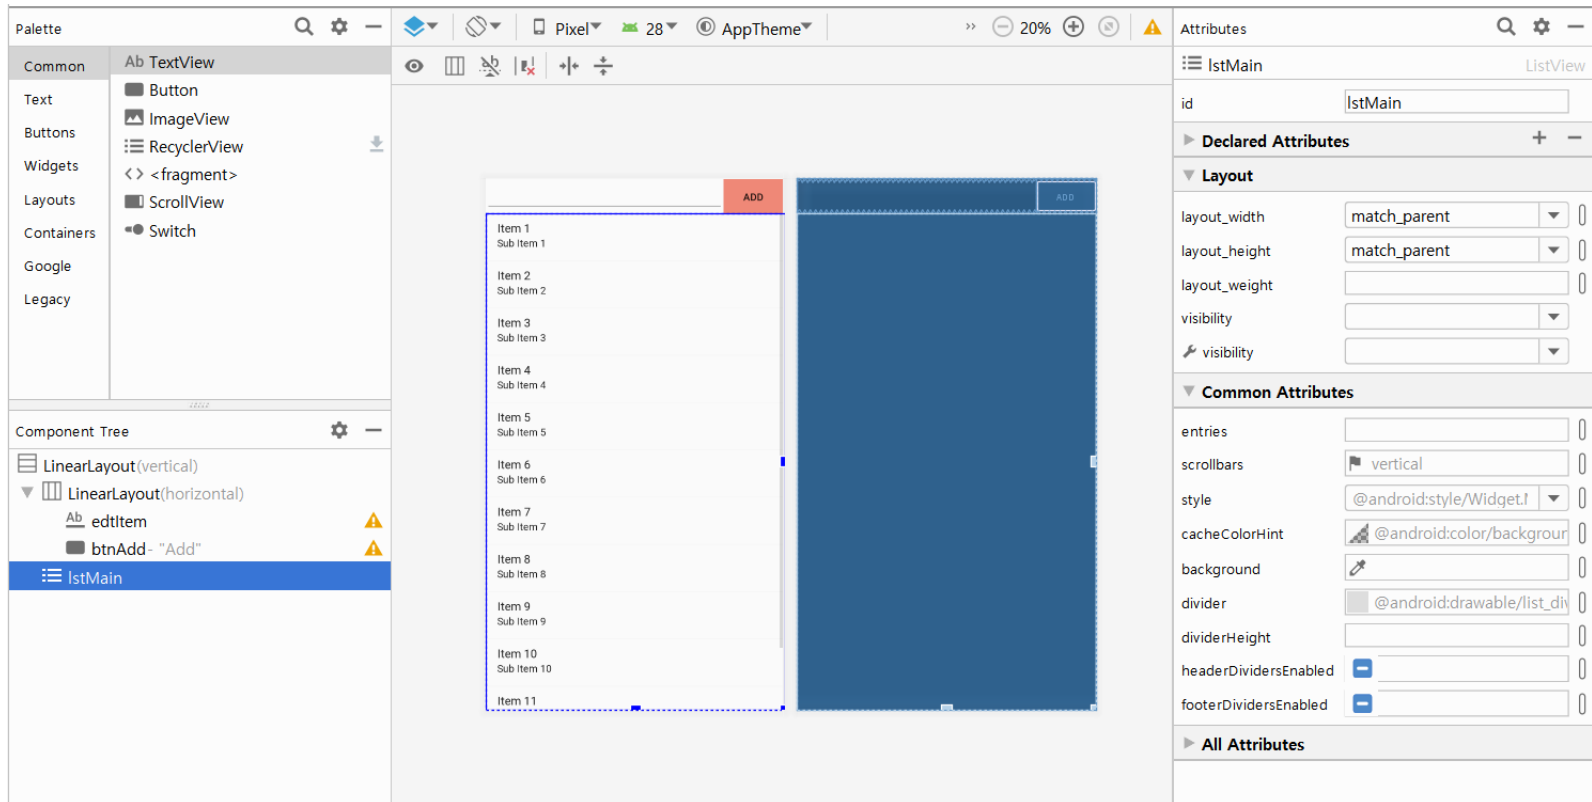 Palette
Common
Text
Buttons
Widgets
Layouts
Containers
Google
Legacy
Ab TextView
Button
ImageView
RecyclerView
<fragment>
ScrollView
Switch
Component Tree
LinearLayout(vertical)
LinearLayout(horizontal)
Ab edtItem
btnAdd- "Add"
lstMain
Pixel
28
AppTheme
20%
ADD
Item 1
Sub Item 1
Item 2
Sub Item 2
Item 3
Sub Item 3
Item 4
Sub Item 4
Item 5
Sub Item 5
Item 6
Sub Item 6
Item 7
Sub Item 7
Item 8
Sub Item 8
Item 9
Sub Item 9
Item 10
Sub Item 10
Item 11
ADD
Attributes
lstMain ListView
id lstMain
Declared Attributes
Layout
layout_width match_parent
layout_height match_parent
layout_weight
visibility
visibility
Common Attributes
entries
scrollbars vertical
style @android:style/Widget.
cacheColorHint @android:color/backgroun
background
divider @android:drawable/list_div
dividerHeight
headerDividersEnabled
footerDividersEnabled
All Attributes